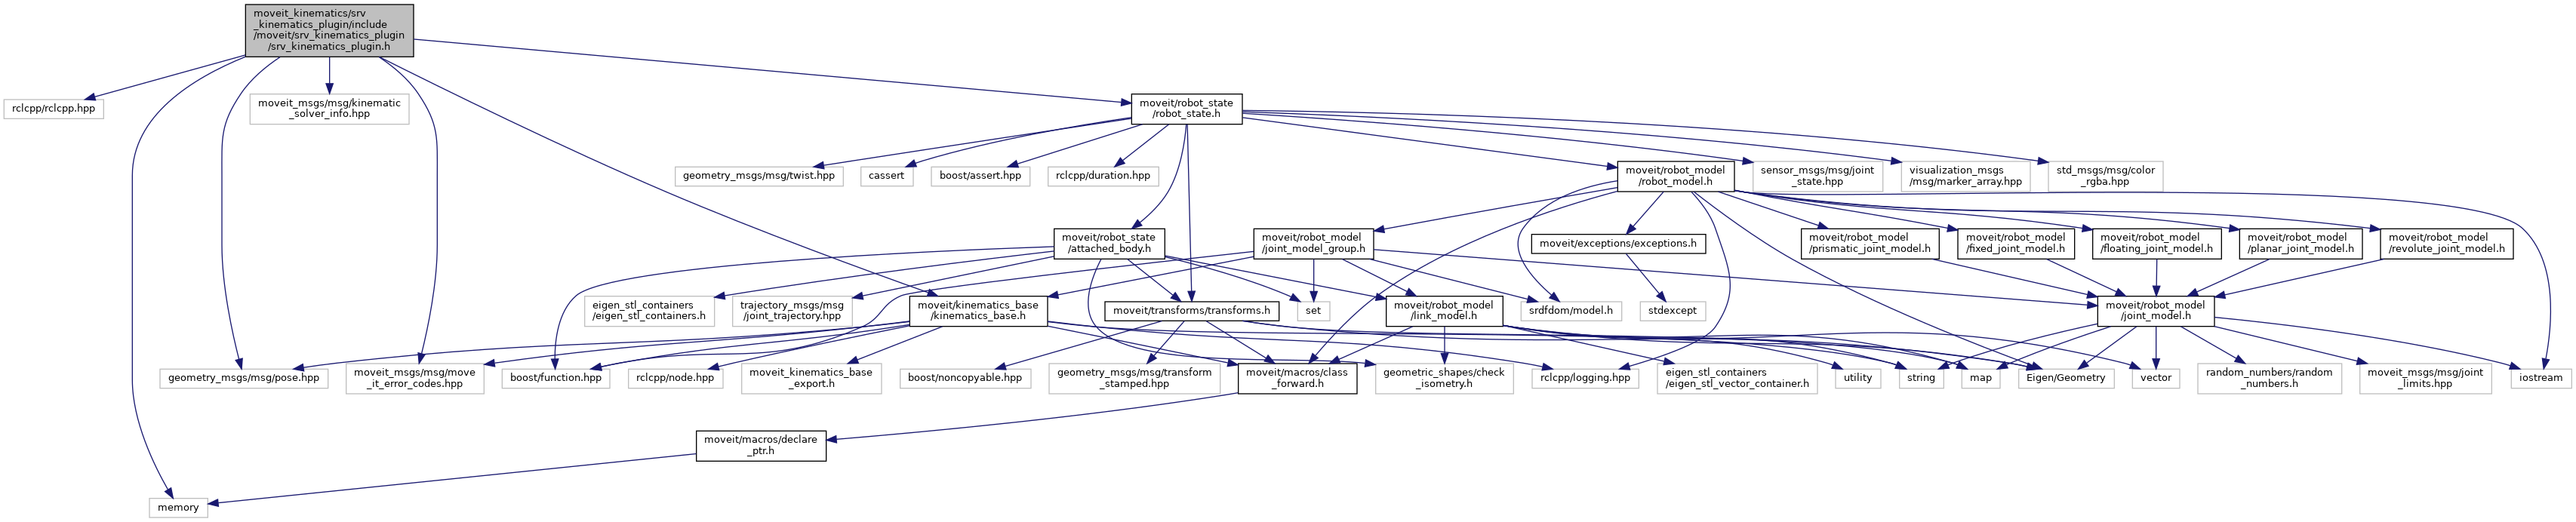 moveit_kinematics/srv
_kinematics_plugin/include
/moveit/srv_kinematics_plugin
/srv_kinematics_plugin.h
rclcpp/rclcpp.hpp
moveit_msgs/msg/kinematic
_solver_info.hpp
moveit/robot_state
/robot_state.h
geometry_msgs/msg/twist.hpp
cassert
boost/assert.hpp
rclcpp/duration.hpp
moveit/robot_model
/robot_model.h
sensor_msgs/msg/joint
_state.hpp
visualization_msgs
/msg/marker_array.hpp
std_msgs/msg/color
_rgba.hpp
moveit/robot_state
/attached_body.h
moveit/robot_model
/joint_model_group.h
moveit/exceptions/exceptions.h
moveit/robot_model
/prismatic_joint_model.h
moveit/robot_model
/fixed_joint_model.h
moveit/robot_model
/floating_joint_model.h
moveit/robot_model
/planar_joint_model.h
moveit/robot_model
/revolute_joint_model.h
eigen_stl_containers
/eigen_stl_containers.h
trajectory_msgs/msg
/joint_trajectory.hpp
moveit/kinematics_base
/kinematics_base.h
moveit/transforms/transforms.h
set
moveit/robot_model
/link_model.h
srdfdom/model.h
stdexcept
moveit/robot_model
/joint_model.h
geometry_msgs/msg/pose.hpp
moveit_msgs/msg/move
_it_error_codes.hpp
boost/function.hpp
rclcpp/node.hpp
moveit_kinematics_base
_export.h
boost/noncopyable.hpp
geometry_msgs/msg/transform
_stamped.hpp
moveit/macros/class
_forward.h
geometric_shapes/check
_isometry.h
rclcpp/logging.hpp
eigen_stl_containers
/eigen_stl_vector_container.h
utility
string
map
Eigen/Geometry
vector
random_numbers/random
_numbers.h
moveit_msgs/msg/joint
_limits.hpp
iostream
moveit/macros/declare
_ptr.h
memory